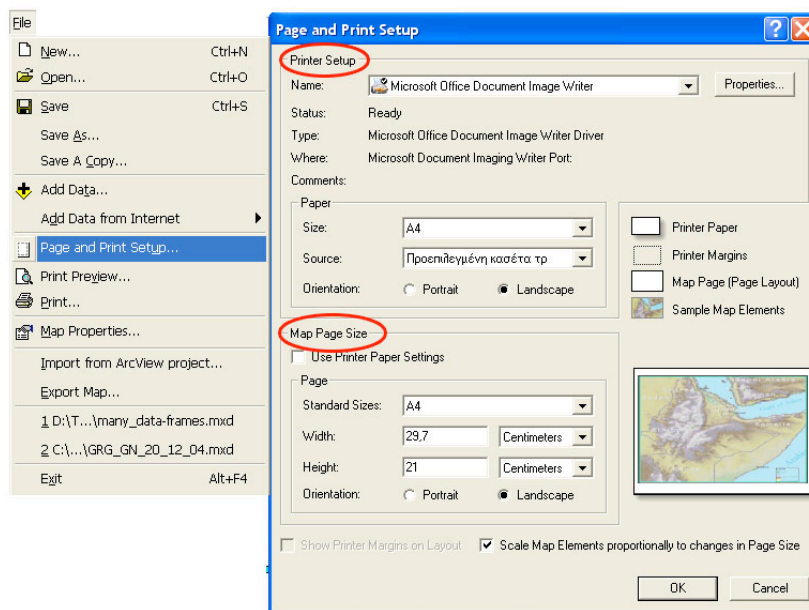 File
New... Ctrl+N
Open... Ctrl+O
Save Ctrl+S
Save As...
Save A Copy...
Add Data...
Add Data from Internet
Page and Print Setup...
Print Preview...
Print...
Map Properties...
Import from ArcView project...
Export Map...
1 D:\T...\many_data-frames.mxd
2 C:\...\GRG_GN_20_12_04.mxd
Exit Alt+F4
Page and Print Setup
Printer Setup
Name: Microsoft Office Document Image Writer Properties...
Status: Ready
Type: Microsoft Office Document Image Writer Driver
Where: Microsoft Document Imaging Writer Port:
Comments:
Paper
Size: A4
Source: Προεπιλεγμένη κασέτα τρ
Orientation: Portrait Landscape
Printer Paper
Printer Margins
Map Page (Page Layout)
Sample Map Elements
Map Page Size
Use Printer Paper Settings
Page
Standard Sizes: A4
Width: 29,7 Centimeters
Height: 21 Centimeters
Orientation: Portrait Landscape
Show Printer Margins on Layout Scale Map Elements proportionally to changes in Page Size
OK Cancel